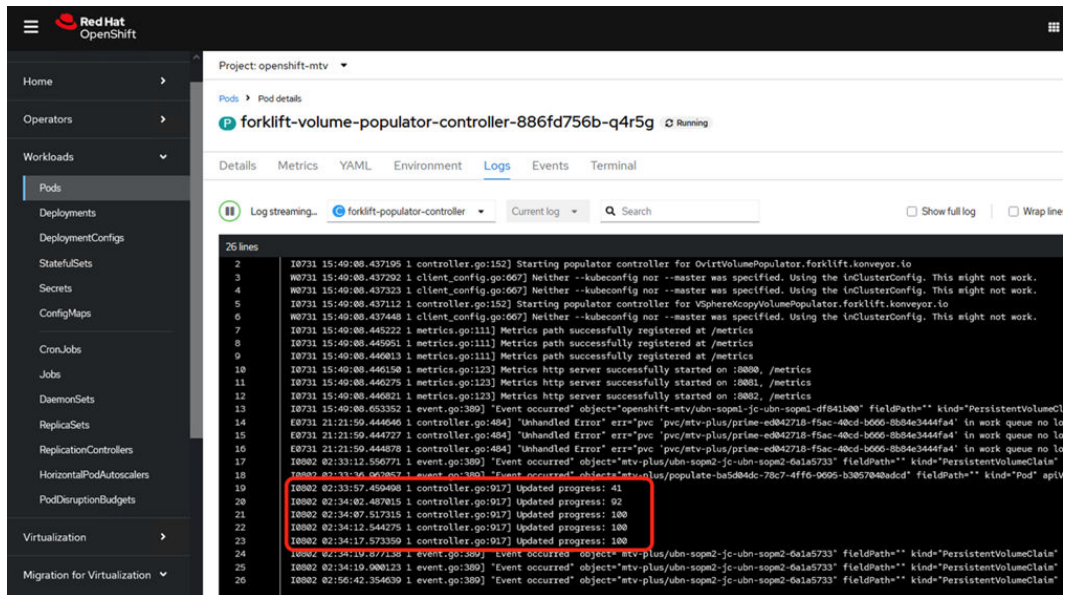 Red Hat
OpenShift
Home
Operators
Workloads
Pods
Deployments
DeploymentConfigs
StatefulSets
Secrets
ConfigMaps
CronJobs
Jobs
DaemonSets
ReplicaSets
ReplicationControllers
HorizontalPodAutoscalers
PodDisruptionBudgets
Virtualization
Migration for Virtualization
Project: openshift-mtv
Pods > Pod details
P forklift-volume-populator-controller-886fd756b-q4r5g Running
Details Metrics YAML Environment Logs Events Terminal
Log streaming... C forklift-populator-controller Current log Search Show full log Wrap line
26 lines
2 I0731 15:49:08.437195 1 controller.go:152] Starting populator controller for OvirtVolumePopulator.forklift.konveyor.io
3 W0731 15:49:08.437292 1 client_config.go:667] Neither --kubeconfig nor --master was specified. Using the inClusterConfig. This might not work.
4 W0731 15:49:08.437323 1 client_config.go:667] Neither --kubeconfig nor --master was specified. Using the inClusterConfig. This might not work.
5 I0731 15:49:08.437112 1 controller.go:152] Starting populator controller for VSphereXcopyVolumePopulator.forklift.konveyor.io
6 W0731 15:49:08.437448 1 client_config.go:667] Neither --kubeconfig nor --master was specified. Using the inClusterConfig. This might not work.
7 I0731 15:49:08.445222 1 metrics.go:111] Metrics path successfully registered at /metrics
8 I0731 15:49:08.445951 1 metrics.go:111] Metrics path successfully registered at /metrics
9 I0731 15:49:08.446013 1 metrics.go:111] Metrics path successfully registered at /metrics
10 I0731 15:49:08.446150 1 metrics.go:123] Metrics http server successfully started on :8080, /metrics
11 I0731 15:49:08.446275 1 metrics.go:123] Metrics http server successfully started on :8081, /metrics
12 I0731 15:49:08.446821 1 metrics.go:123] Metrics http server successfully started on :8082, /metrics
13 I0731 15:49:08.653352 1 event.go:389] "Event occurred" object="openshift-mtv/ubn-sopm1-jc-ubn-sopm1-df841b00" fieldPath="" kind="PersistentVolumeCl
14 E0731 21:21:59.444646 1 controller.go:484] "Unhandled Error" err="pvc 'pvc/mtv-plus/prime-ed042718-f5ac-40cd-b666-8b84e3444fa4' in work queue no lo
15 E0731 21:21:59.444727 1 controller.go:484] "Unhandled Error" err="pvc 'pvc/mtv-plus/prime-ed042718-f5ac-40cd-b666-8b84e3444fa4' in work queue no lo
16 E0731 21:21:59.444878 1 controller.go:484] "Unhandled Error" err="pvc 'pvc/mtv-plus/prime-ed042718-f5ac-40cd-b666-8b84e3444fa4' in work queue no lo
17 I0802 02:33:12.556771 1 event.go:389] "Event occurred" object="mtv-plus/ubn-sopm2-jc-ubn-sopm2-6a1a5733" fieldPath="" kind="PersistentVolumeClaim"
18 I0802 02:33:36.962057 1 event.go:389] "Event occurred" object="mtv-plus/populate-ba5d04dc-78c7-4ff6-9695-b3057040adcd" fieldPath="" kind="Pod" apiV
19 I0802 02:33:57.459498 1 controller.go:917] Updated progress: 41
20 I0802 02:34:02.487015 1 controller.go:917] Updated progress: 92
21 I0802 02:34:07.517315 1 controller.go:917] Updated progress: 100
22 I0802 02:34:12.544275 1 controller.go:917] Updated progress: 100
23 I0802 02:34:17.573359 1 controller.go:917] Updated progress: 100
24 I0802 02:34:19.877138 1 event.go:389] "Event occurred" object="mtv-plus/ubn-sopm2-jc-ubn-sopm2-6a1a5733" fieldPath="" kind="PersistentVolumeClaim"
25 I0802 02:34:19.900123 1 event.go:389] "Event occurred" object="mtv-plus/ubn-sopm2-jc-ubn-sopm2-6a1a5733" fieldPath="" kind="PersistentVolumeClaim"
26 I0802 02:56:42.354639 1 event.go:389] "Event occurred" object="mtv-plus/ubn-sopm2-jc-ubn-sopm2-6a1a5733" fieldPath="" kind="PersistentVolumeClaim"